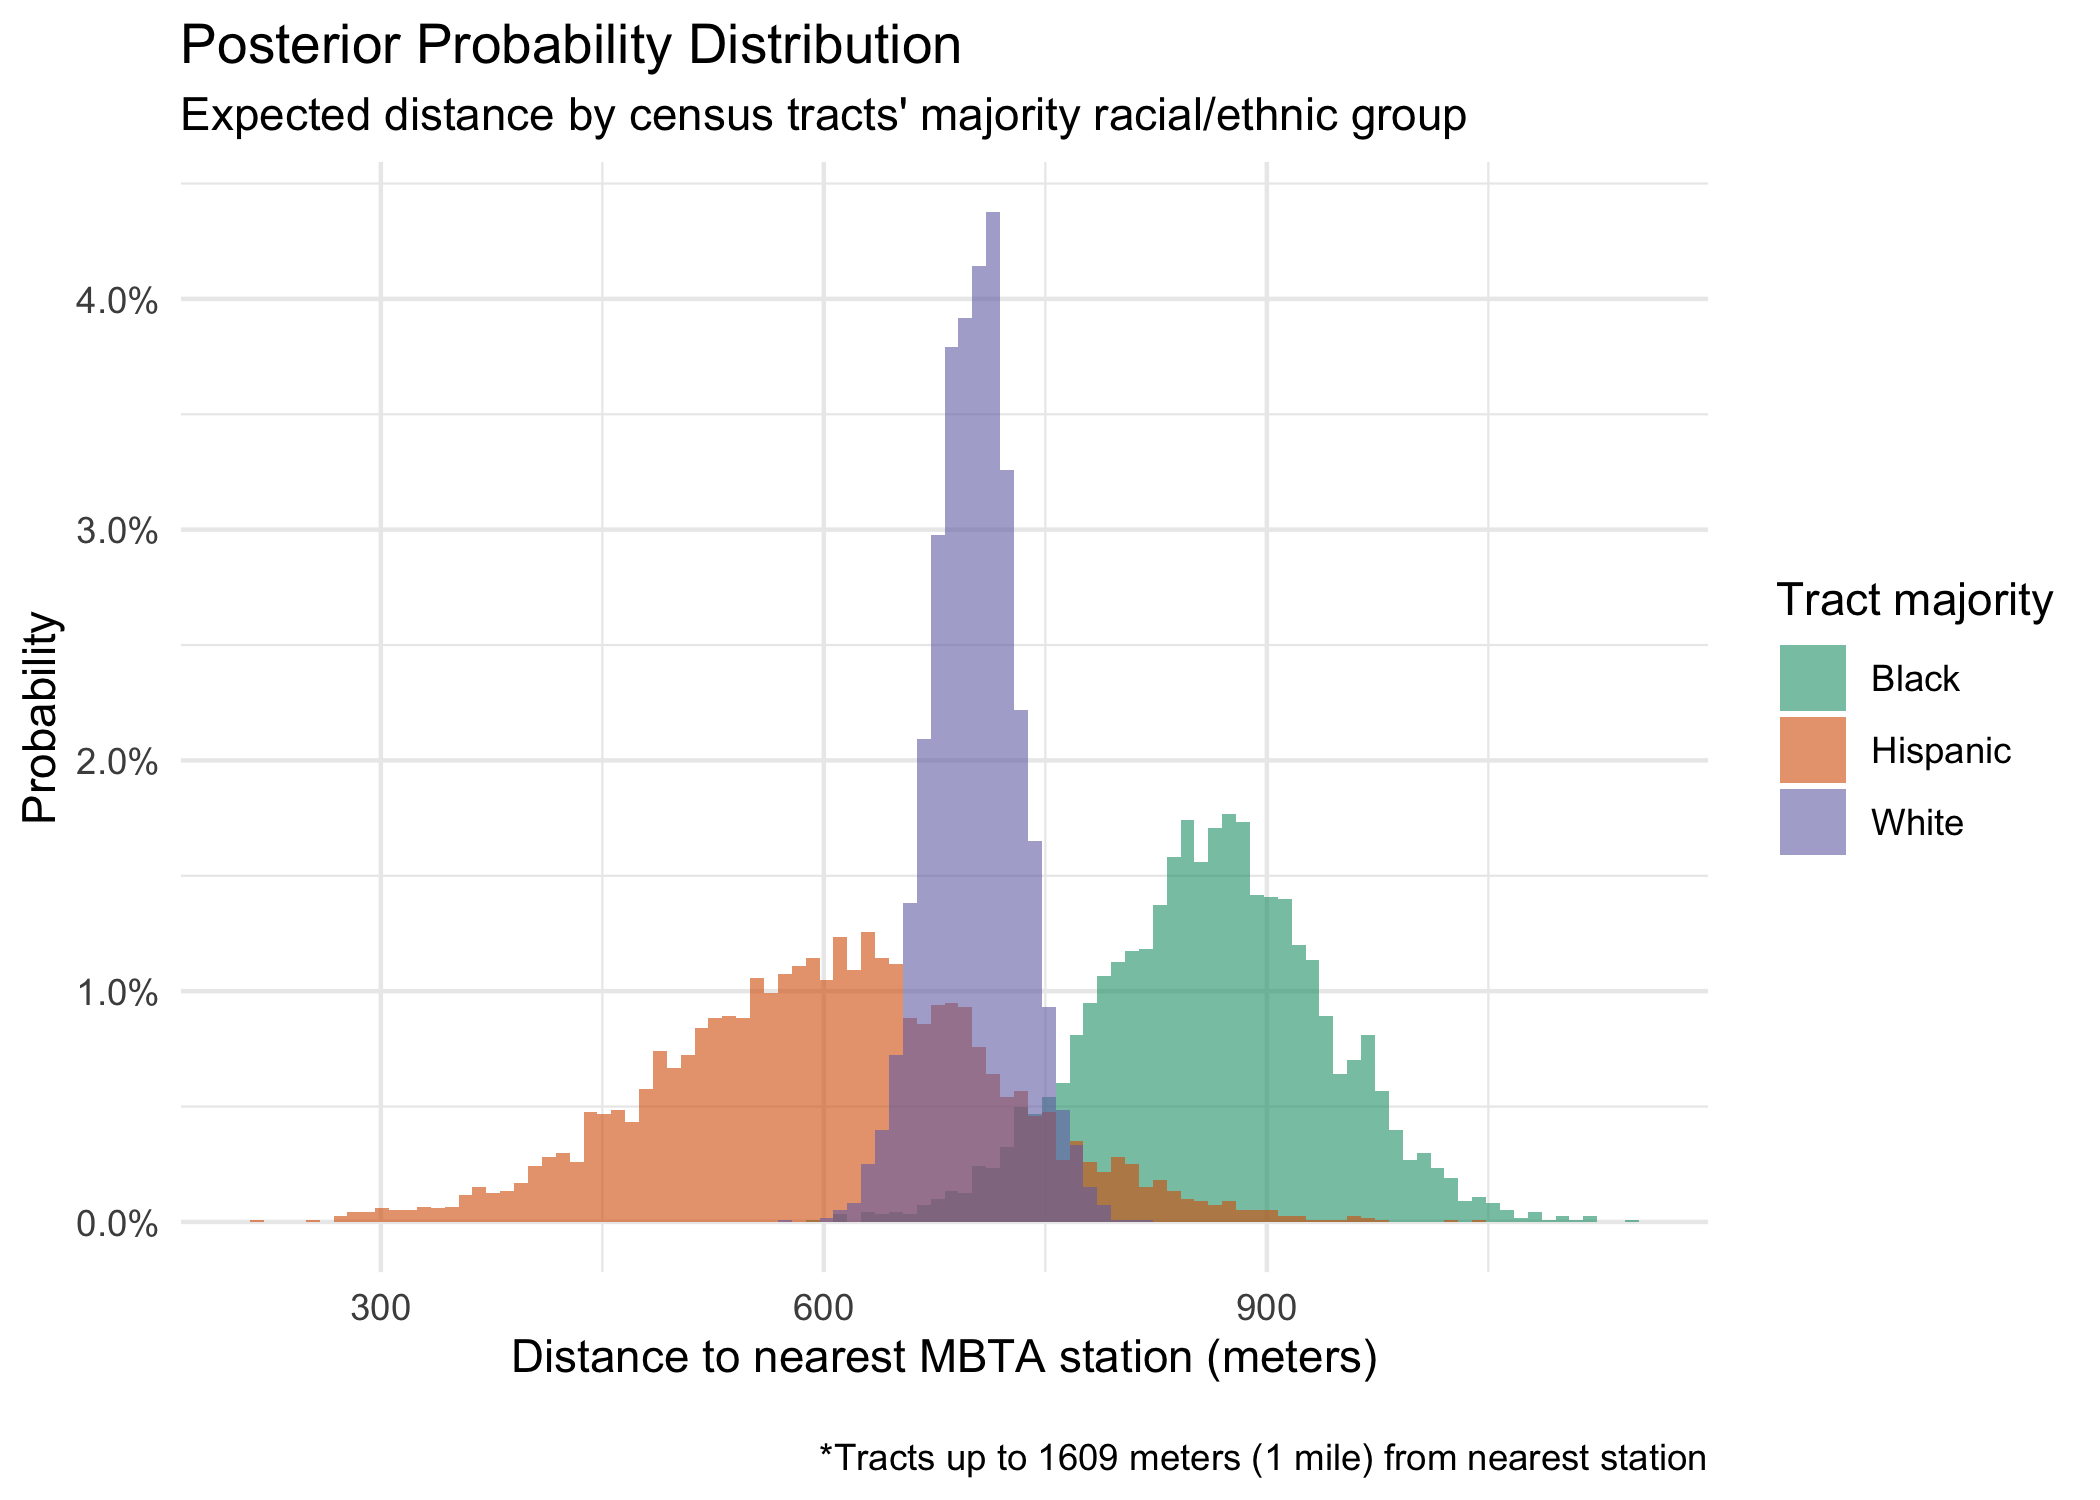 Posterior Probability Distribution
Expected distance by census tracts' majority racial/ethnic group
Probability
4.0%
3.0%
2.0%
1.0%
0.0%
300
600
900
Distance to nearest MBTA station (meters)
Tract majority
Black
Hispanic
White
*Tracts up to 1609 meters (1 mile) from nearest station